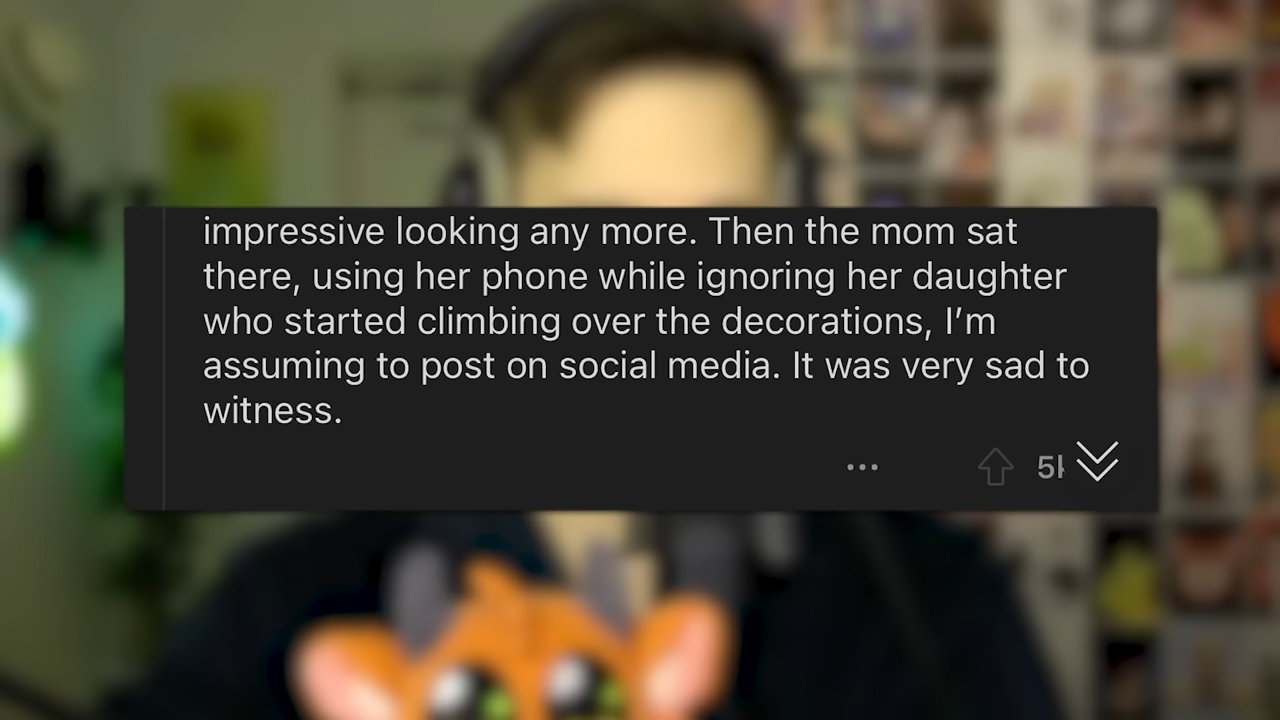 impressive looking any more. Then the mom sat
there, using her phone while ignoring her daughter
who started climbing over the decorations, I’m
assuming to post on social media. It was very sad to
witness.